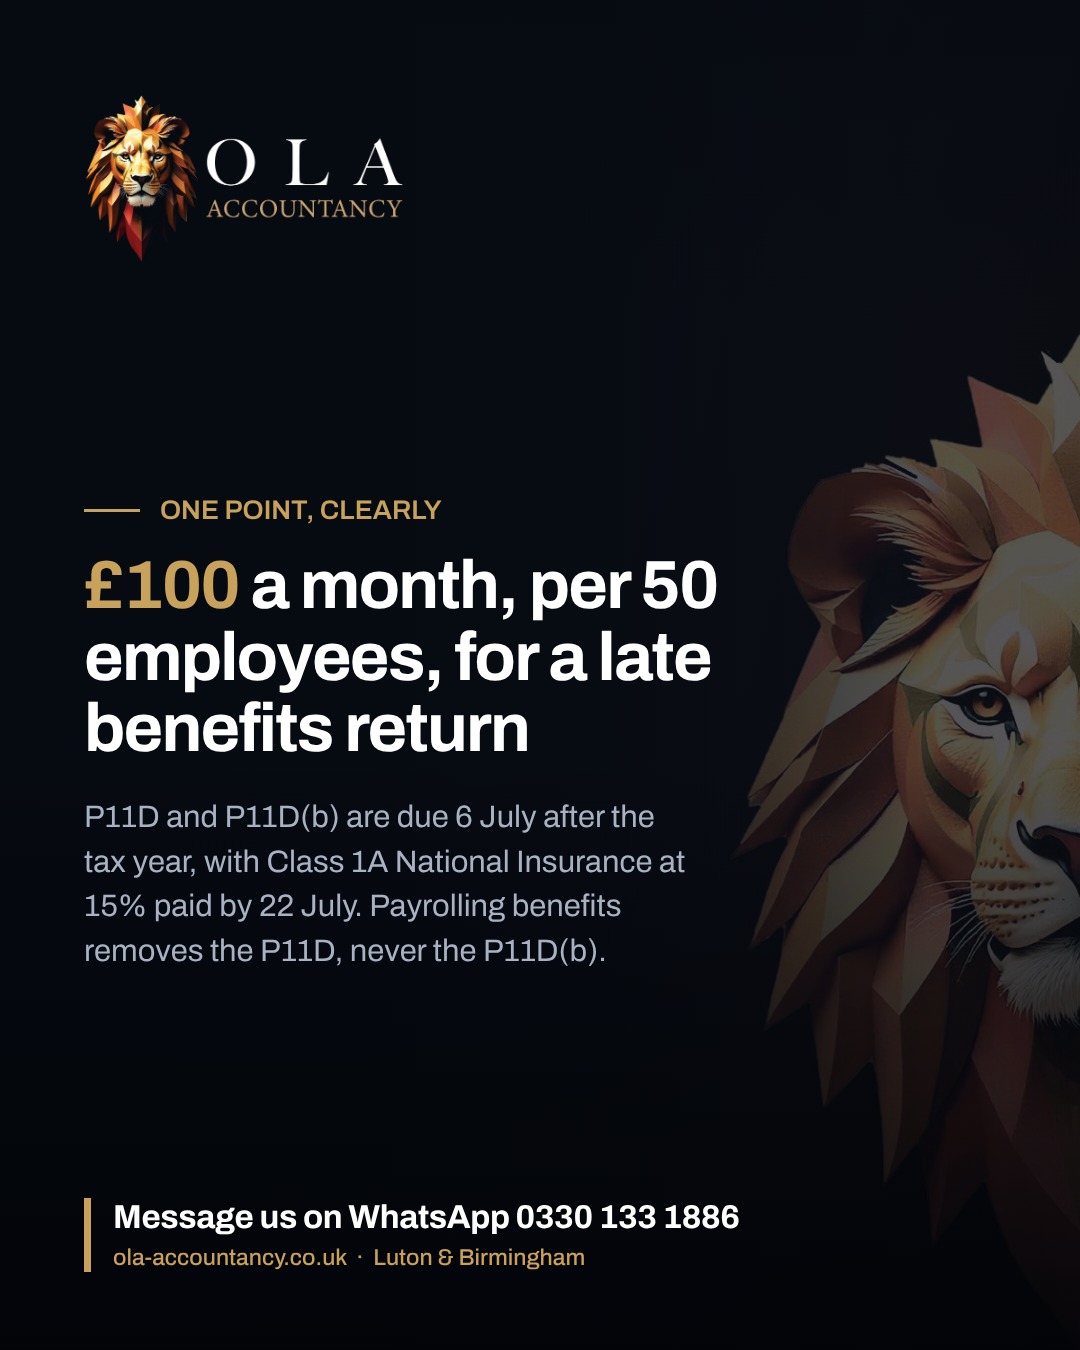 OLA
ACCOUNTANCY
ONE POINT, CLEARLY
£100 a month, per 50
employees, for a late
benefits return
P11D and P11D(b) are due 6 July after the
tax year, with Class 1A National Insurance at
15% paid by 22 July. Payrolling benefits
removes the P11D, never the P11D(b).
Message us on WhatsApp 0330 133 1886
ola-accountancy.co.uk · Luton & Birmingham